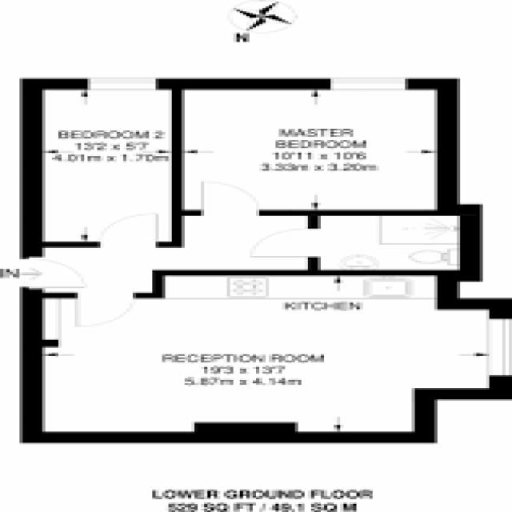 N
BEDROOM 2
13'2 x 5'7
4.01m x 1.70m
MASTER
BEDROOM
10'11 x 10'6
3.33m x 3.20m
IN
KITCHEN
RECEPTION ROOM
19'3 x 13'7
5.87m x 4.14m
LOWER GROUND FLOOR
529 SQ FT / 49.1 SQ M